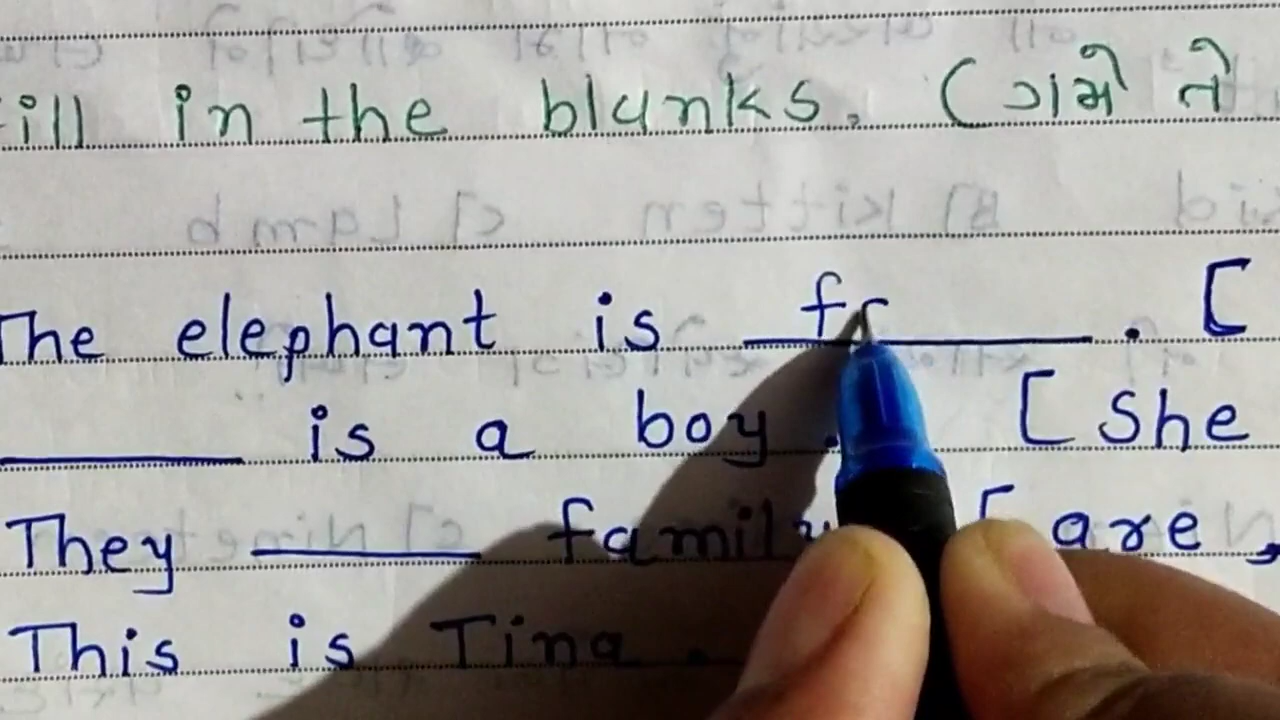 ill in the blanks. (ગમે તે
The elephant is fr______. [
______ is a boy. [ She
They ______ family [ are,
This is Tina.